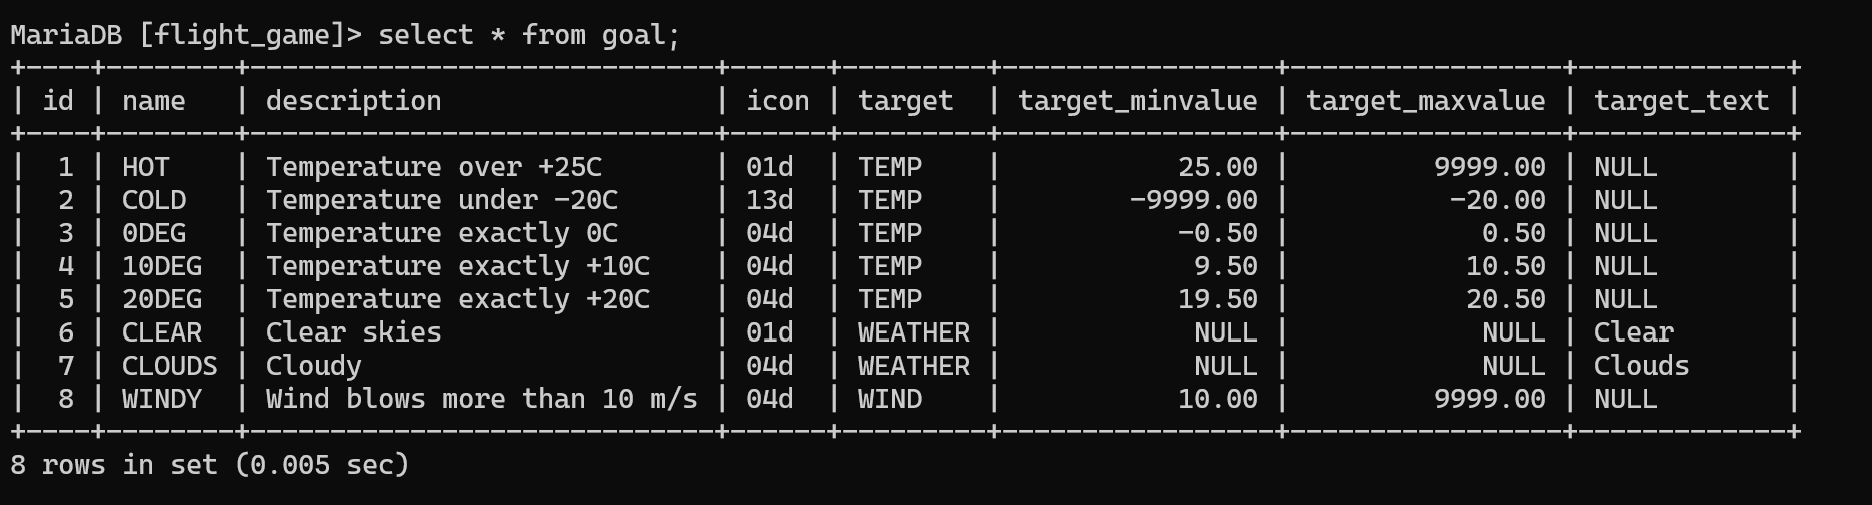 MariaDB [flight_game]> select * from goal;
+----+--------+-----------------------------+------+---------+-----------------+-----------------+-------------+
| id | name   | description                 | icon | target  | target_minvalue | target_maxvalue | target_text |
+----+--------+-----------------------------+------+---------+-----------------+-----------------+-------------+
|  1 | HOT    | Temperature over +25C       | 01d  | TEMP    |           25.00 |         9999.00 | NULL        |
|  2 | COLD   | Temperature under -20C      | 13d  | TEMP    |        -9999.00 |          -20.00 | NULL        |
|  3 | 0DEG   | Temperature exactly 0C      | 04d  | TEMP    |           -0.50 |            0.50 | NULL        |
|  4 | 10DEG  | Temperature exactly +10C    | 04d  | TEMP    |            9.50 |           10.50 | NULL        |
|  5 | 20DEG  | Temperature exactly +20C    | 04d  | TEMP    |           19.50 |           20.50 | NULL        |
|  6 | CLEAR  | Clear skies                 | 01d  | WEATHER |            NULL |            NULL | Clear       |
|  7 | CLOUDS | Cloudy                      | 04d  | WEATHER |            NULL |            NULL | Clouds      |
|  8 | WINDY  | Wind blows more than 10 m/s | 04d  | WIND    |           10.00 |         9999.00 | NULL        |
+----+--------+-----------------------------+------+---------+-----------------+-----------------+-------------+
8 rows in set (0.005 sec)